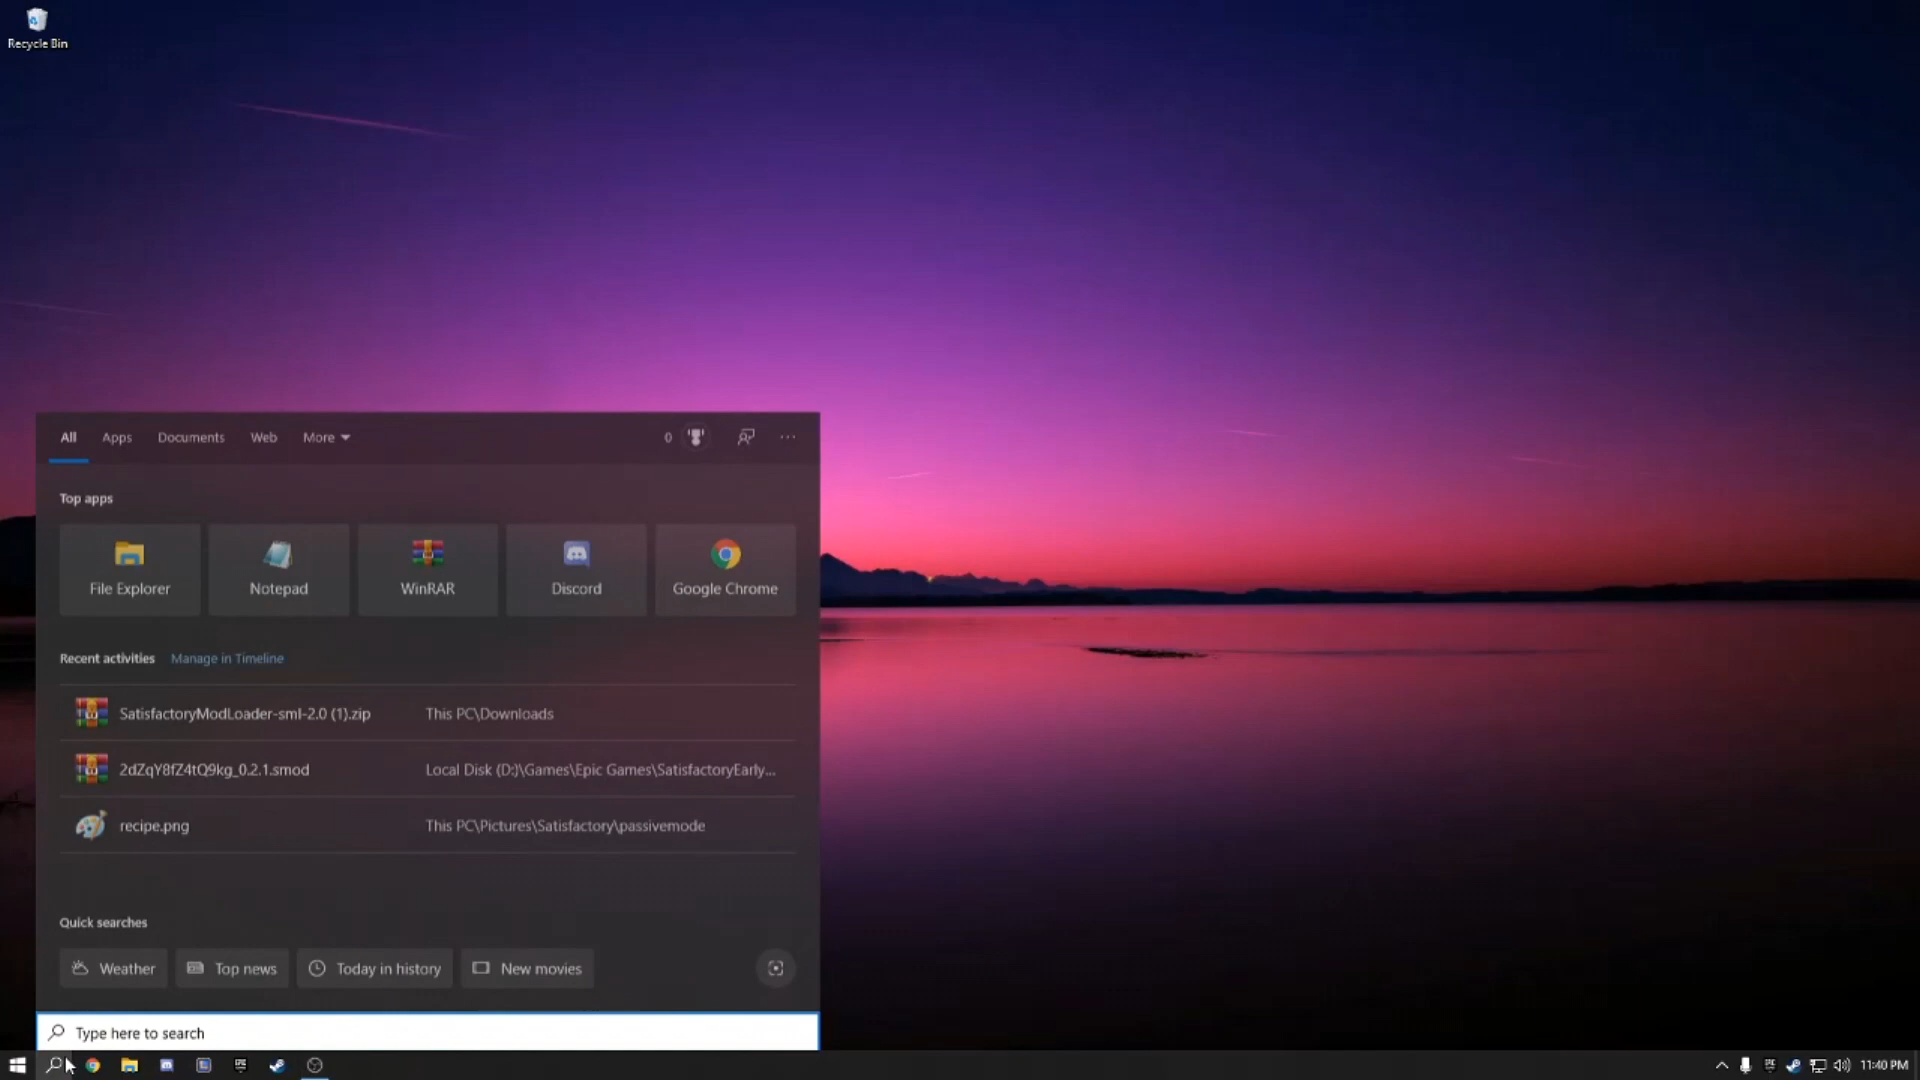 Recycle Bin
All Apps Documents Web More 0 ...
Top apps
File Explorer Notepad WinRAR Discord Google Chrome
Recent activities Manage in Timeline
SatisfactoryModLoader-sml-2.0 (1).zip This PC\Downloads
2dZqY8fZ4tQ9kg_0.2.1.smod Local Disk (D:)\Games\Epic Games\SatisfactoryEarly...
recipe.png This PC\Pictures\Satisfactory\passivemode
Quick searches
Weather Top news Today in history New movies
Type here to search
11:40 PM